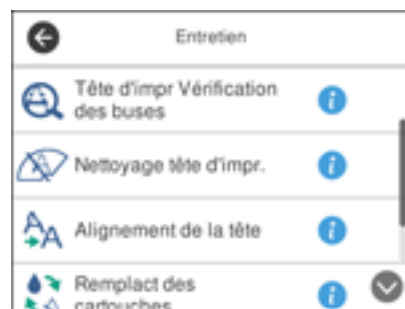 Entretien
Tête d'impr Vérification
des buses
Nettoyage tête d'impr.
Alignement de la tête
Remplact des
cartouches